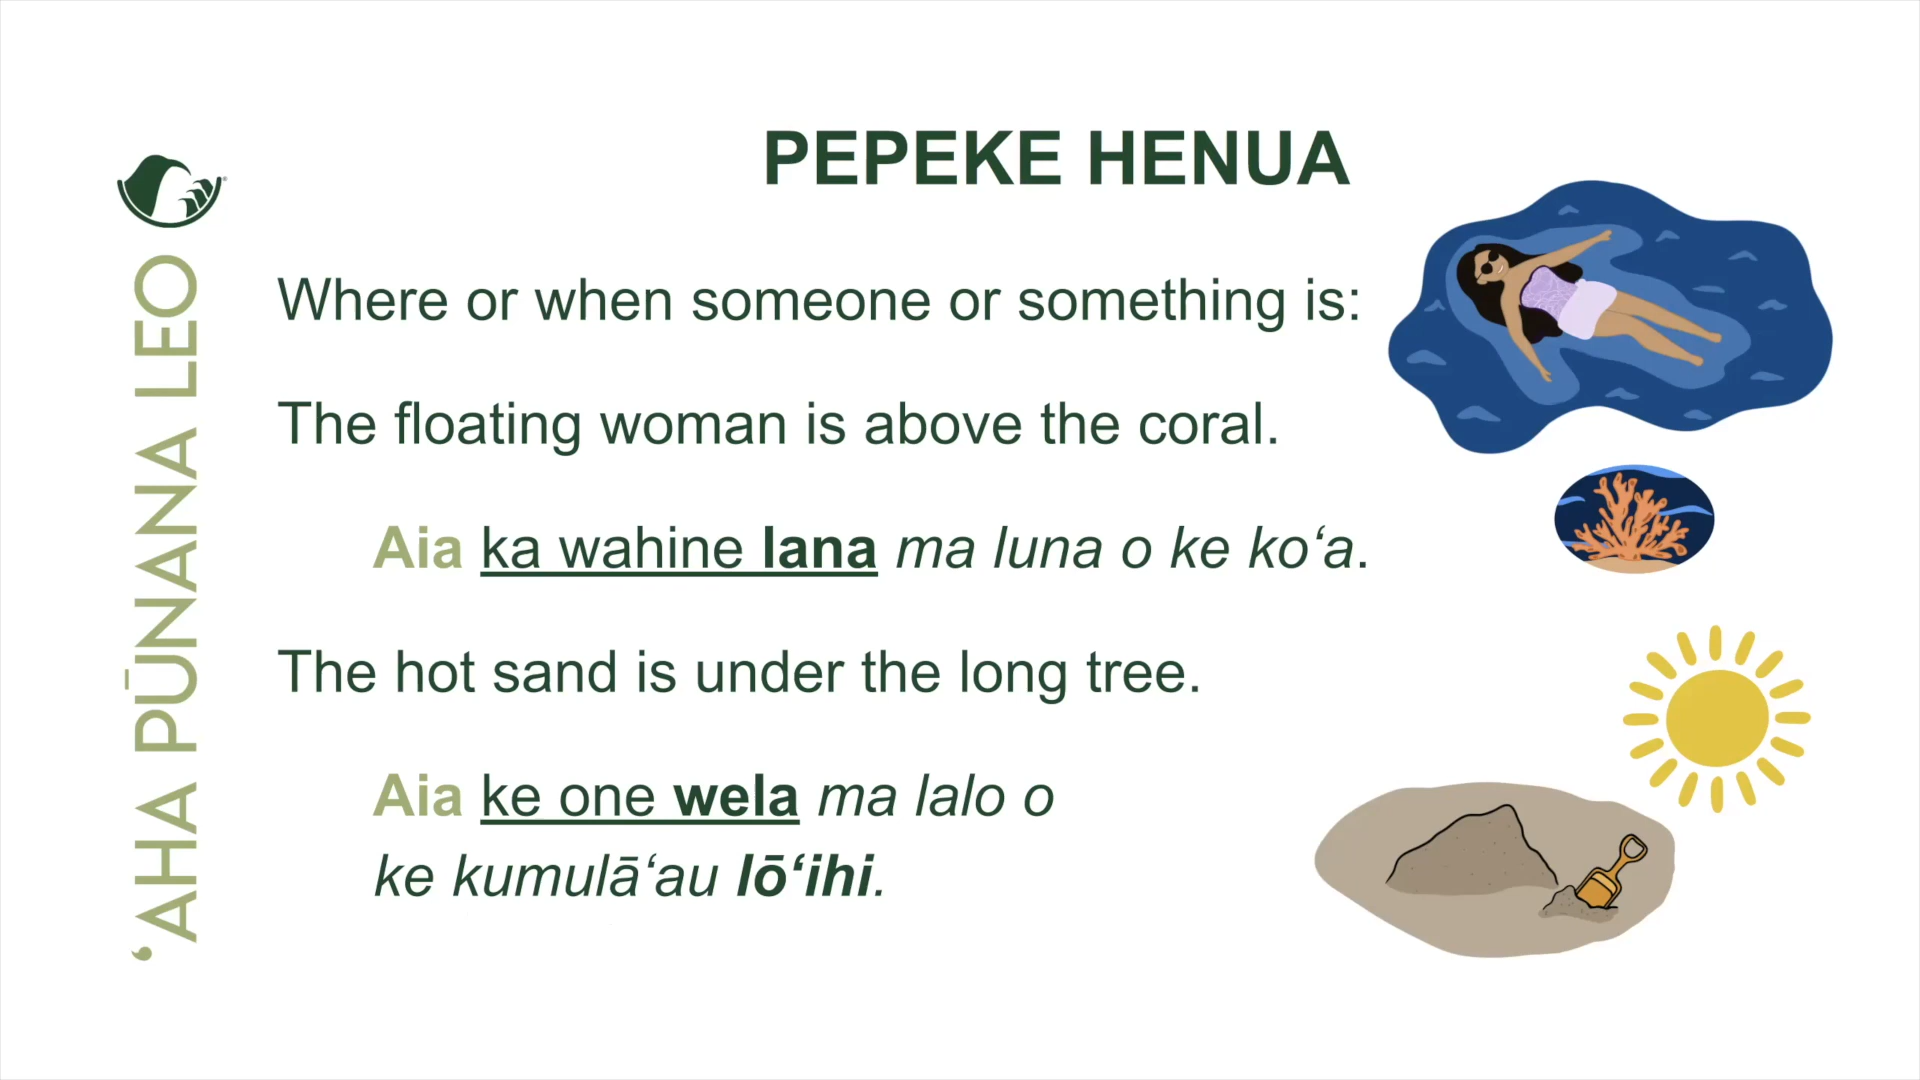 PEPEKE HENUA
ʻAHA PŪNANA LEO
Where or when someone or something is:
The floating woman is above the coral.
Aia ka wahine lana ma luna o ke koʻa.
The hot sand is under the long tree.
Aia ke one wela ma lalo o
ke kumulāʻau lōʻihi.